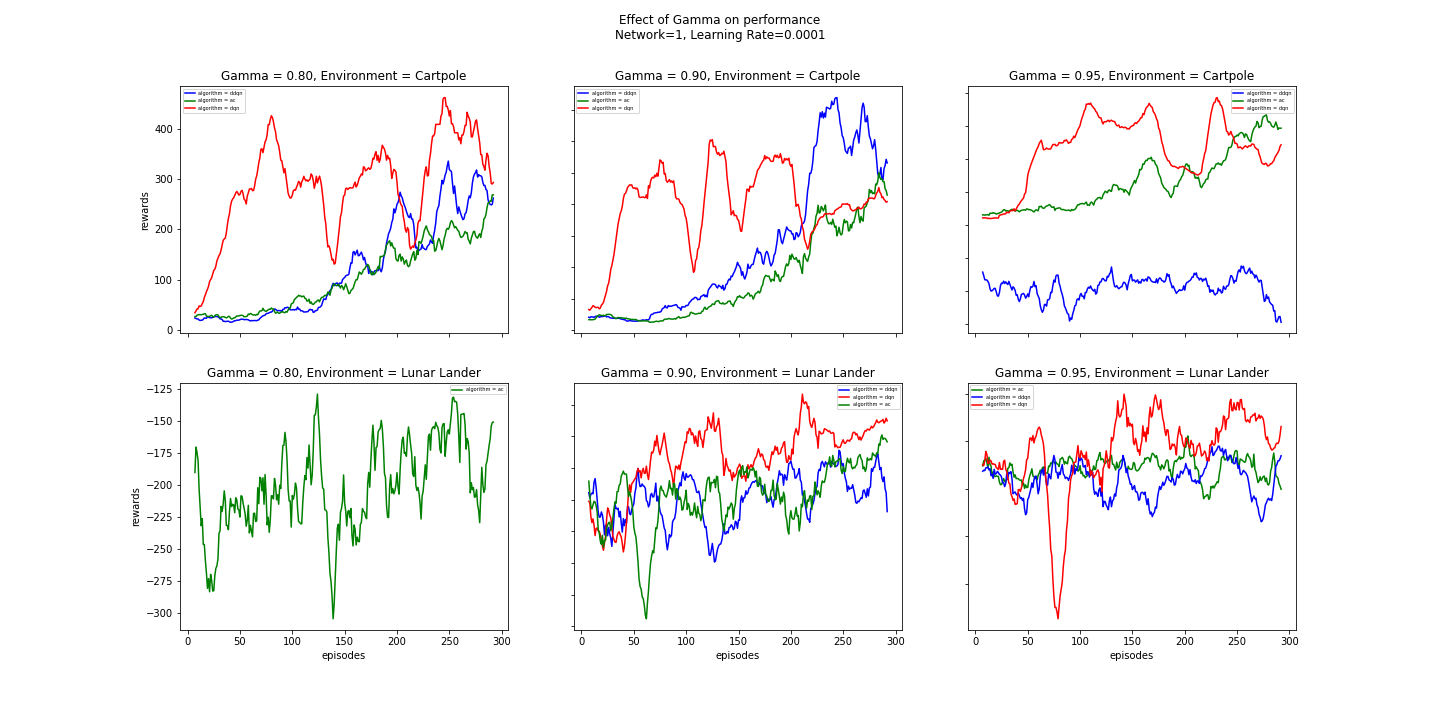 Effect of Gamma on performance
Network=1, Learning Rate=0.0001
Gamma = 0.80, Environment = Cartpole
algorithm = ddqn
algorithm = ac
algorithm = dqn
rewards
400
300
200
100
0
Gamma = 0.90, Environment = Cartpole
algorithm = ddqn
algorithm = ac
algorithm = dqn
Gamma = 0.95, Environment = Cartpole
algorithm = ddqn
algorithm = ac
algorithm = dqn
Gamma = 0.80, Environment = Lunar Lander
algorithm = ac
rewards
−125
−150
−175
−200
−225
−250
−275
−300
0 50 100 150 200 250 300
episodes
Gamma = 0.90, Environment = Lunar Lander
algorithm = ddqn
algorithm = dqn
algorithm = ac
0 50 100 150 200 250 300
episodes
Gamma = 0.95, Environment = Lunar Lander
algorithm = ac
algorithm = ddqn
algorithm = dqn
0 50 100 150 200 250 300
episodes